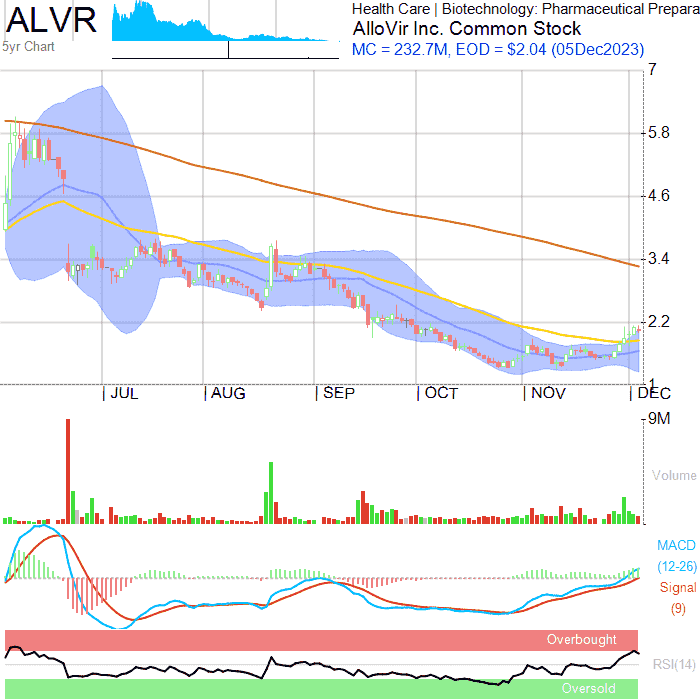 ALVR
5yr Chart
Health Care | Biotechnology: Pharmaceutical Prepara
AlloVir Inc. Common Stock
MC = 232.7M, EOD = $2.04 (05Dec2023)
7
5.8
4.6
3.4
2.2
1
| JUL | AUG | SEP | OCT | NOV | DEC
9M
Volume
MACD
(12-26)
Signal
(9)
Overbought
RSI(14)
Oversold